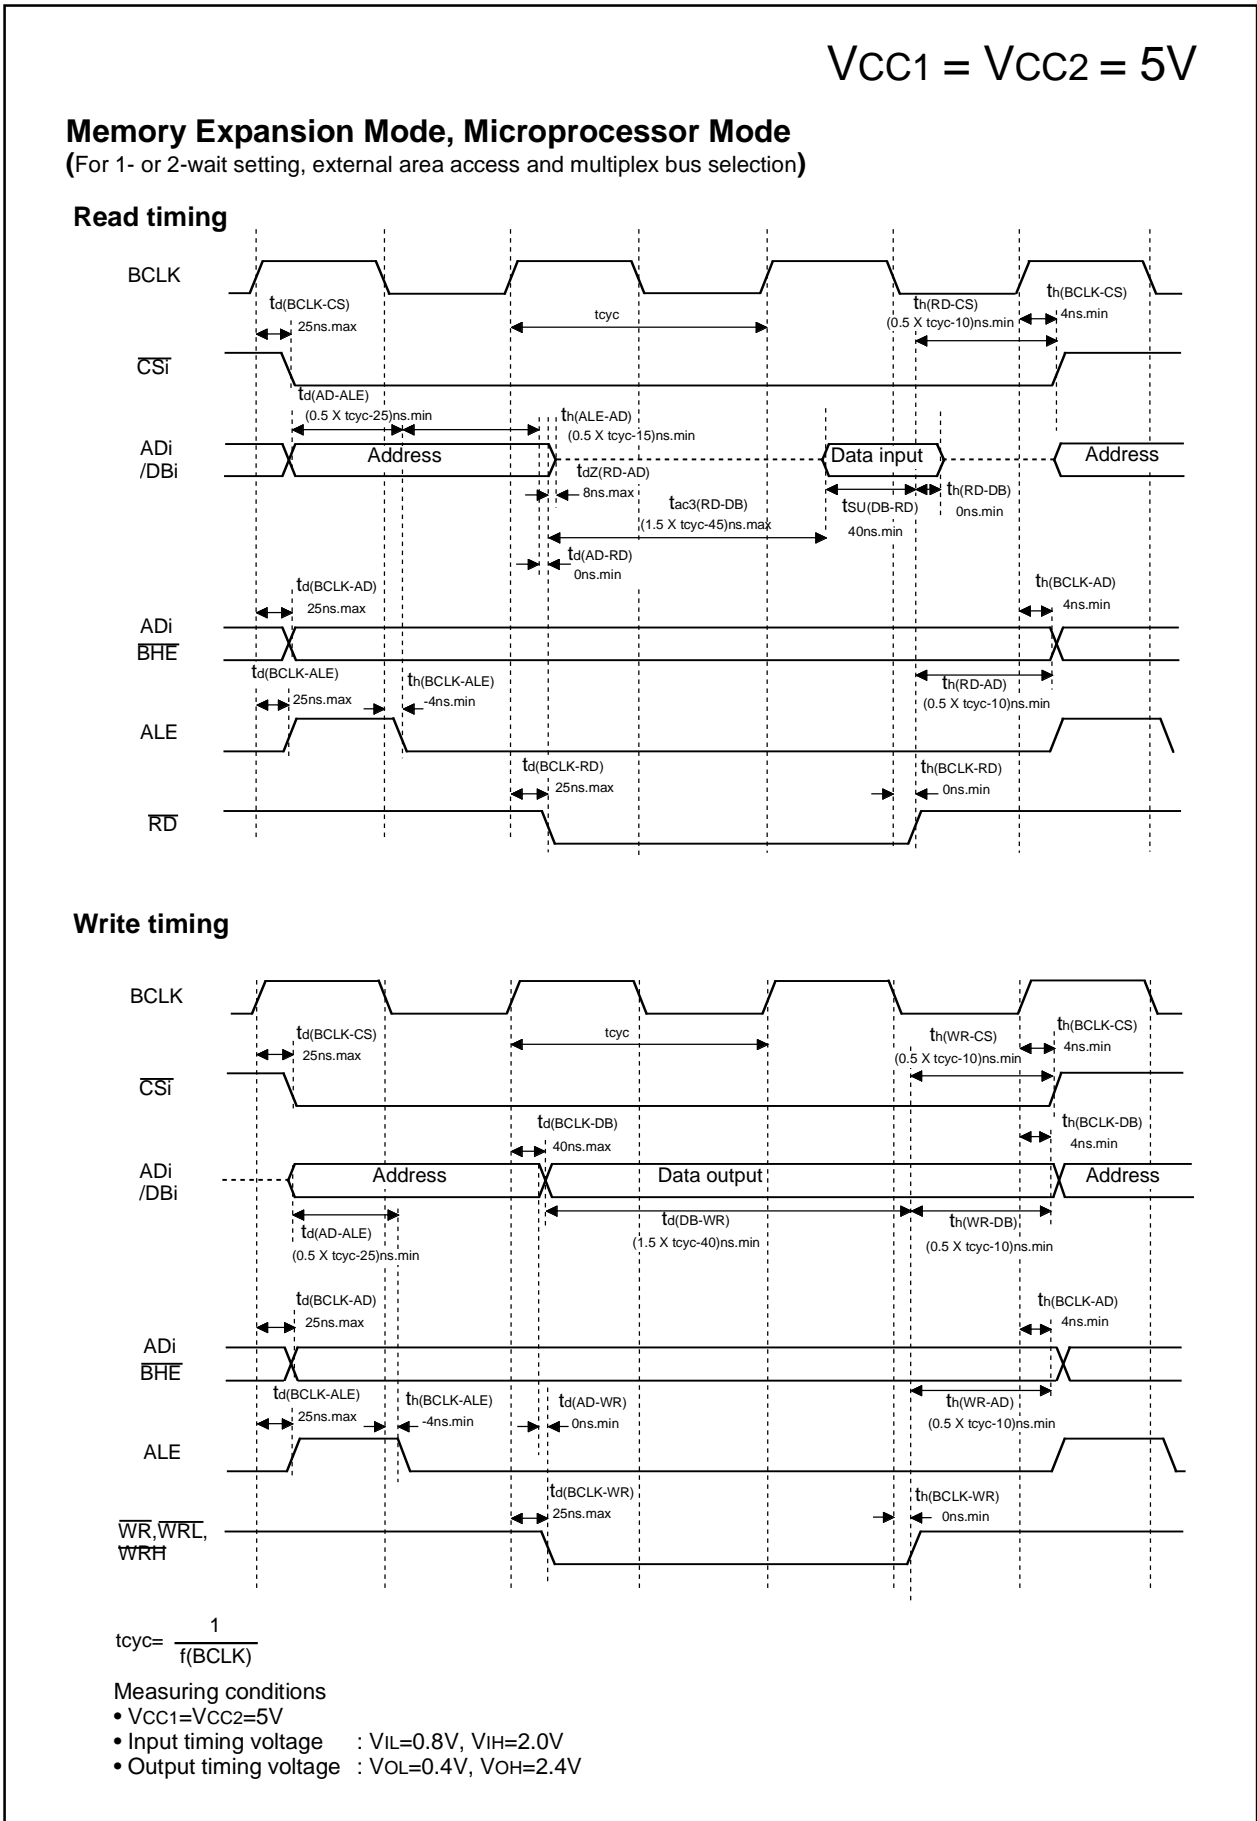 VCC1 = VCC2 = 5V
Memory Expansion Mode, Microprocessor Mode
(For 1- or 2-wait setting, external area access and multiplex bus selection)
Read timing
BCLK
td(BCLK-CS)
25ns.max
tcyc
th(RD-CS)
(0.5 X tcyc-10)ns.min
th(BCLK-CS)
4ns.min
CSi
td(AD-ALE)
(0.5 X tcyc-25)ns.min
th(ALE-AD)
(0.5 X tcyc-15)ns.min
ADi
/DBi
Address
Data input
Address
tdZ(RD-AD)
8ns.max
tac3(RD-DB)
(1.5 X tcyc-45)ns.max
tSU(DB-RD)
40ns.min
th(RD-DB)
0ns.min
td(AD-RD)
0ns.min
td(BCLK-AD)
25ns.max
th(BCLK-AD)
4ns.min
ADi
BHE
td(BCLK-ALE)
25ns.max
th(BCLK-ALE)
-4ns.min
th(RD-AD)
(0.5 X tcyc-10)ns.min
ALE
td(BCLK-RD)
25ns.max
th(BCLK-RD)
0ns.min
RD
Write timing
BCLK
td(BCLK-CS)
25ns.max
tcyc
th(WR-CS)
(0.5 X tcyc-10)ns.min
th(BCLK-CS)
4ns.min
CSi
td(BCLK-DB)
40ns.max
th(BCLK-DB)
4ns.min
ADi
/DBi
Address
Data output
Address
td(AD-ALE)
(0.5 X tcyc-25)ns.min
td(DB-WR)
(1.5 X tcyc-40)ns.min
th(WR-DB)
(0.5 X tcyc-10)ns.min
td(BCLK-AD)
25ns.max
th(BCLK-AD)
4ns.min
ADi
BHE
td(BCLK-ALE)
25ns.max
th(BCLK-ALE)
-4ns.min
td(AD-WR)
0ns.min
th(WR-AD)
(0.5 X tcyc-10)ns.min
ALE
td(BCLK-WR)
25ns.max
th(BCLK-WR)
0ns.min
WR,WRL,
WRH
tcyc= 1
f(BCLK)
Measuring conditions
• VCC1=VCC2=5V
• Input timing voltage : VIL=0.8V, VIH=2.0V
• Output timing voltage : VOL=0.4V, VOH=2.4V